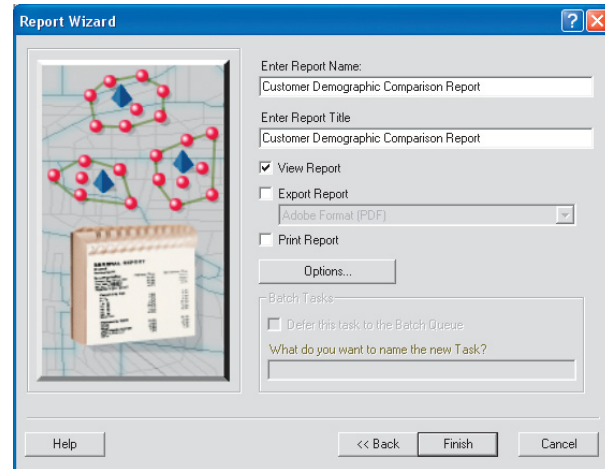 Report Wizard
Enter Report Name:
Customer Demographic Comparison Report
Enter Report Title
Customer Demographic Comparison Report
View Report
Export Report
Adobe Format (PDF)
Print Report
Options...
Batch Tasks
Defer this task to the Batch Queue
What do you want to name the new Task?
Help
<< Back
Finish
Cancel